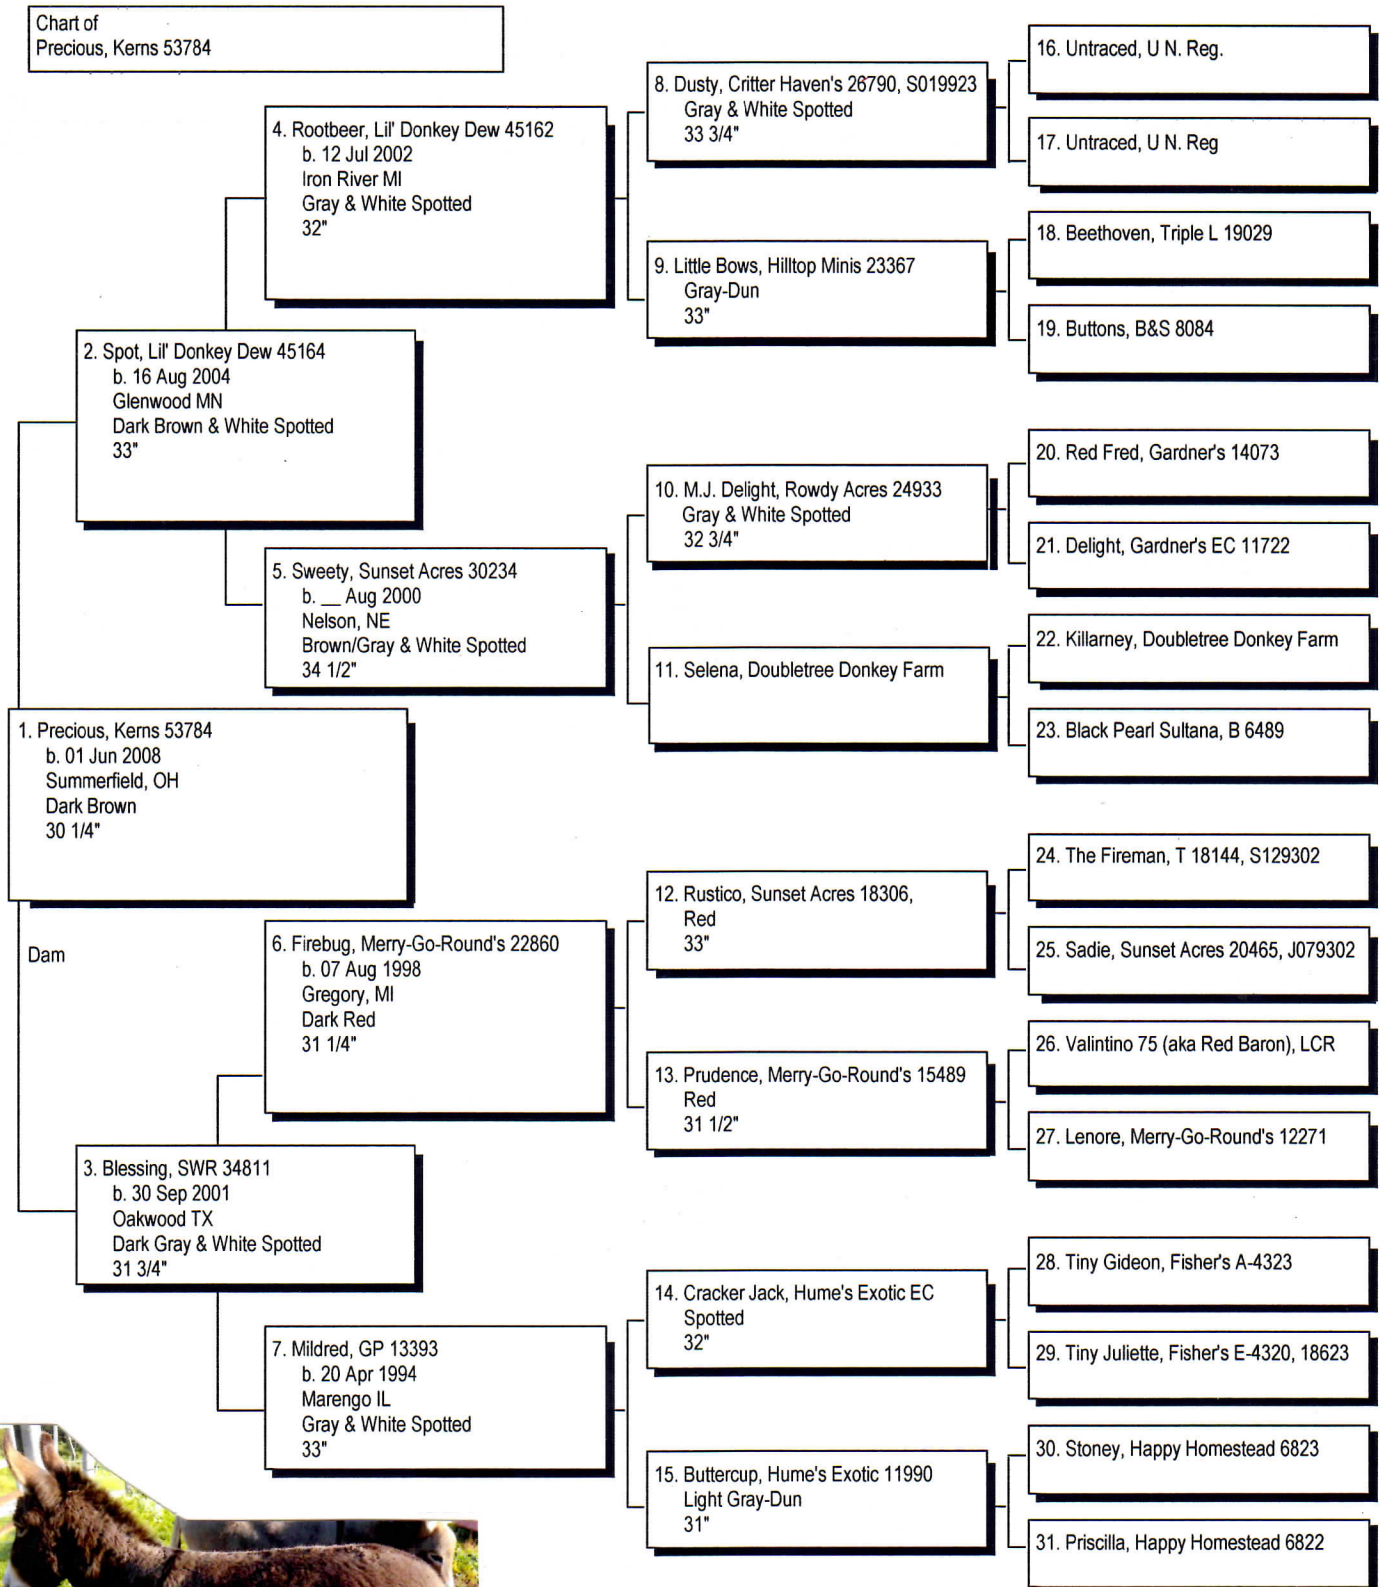 Chart of
Precious, Kerns 53784
1. Precious, Kerns 53784
b. 01 Jun 2008
Summerfield, OH
Dark Brown
30 1/4"
Dam
2. Spot, Lil' Donkey Dew 45164
b. 16 Aug 2004
Glenwood MN
Dark Brown & White Spotted
33"
3. Blessing, SWR 34811
b. 30 Sep 2001
Oakwood TX
Dark Gray & White Spotted
31 3/4"
4. Rootbeer, Lil' Donkey Dew 45162
b. 12 Jul 2002
Iron River MI
Gray & White Spotted
32"
5. Sweety, Sunset Acres 30234
b. __ Aug 2000
Nelson, NE
Brown/Gray & White Spotted
34 1/2"
6. Firebug, Merry-Go-Round's 22860
b. 07 Aug 1998
Gregory, MI
Dark Red
31 1/4"
7. Mildred, GP 13393
b. 20 Apr 1994
Marengo IL
Gray & White Spotted
33"
8. Dusty, Critter Haven's 26790, S019923
Gray & White Spotted
33 3/4"
9. Little Bows, Hilltop Minis 23367
Gray-Dun
33"
10. M.J. Delight, Rowdy Acres 24933
Gray & White Spotted
32 3/4"
11. Selena, Doubletree Donkey Farm
12. Rustico, Sunset Acres 18306,
Red
33"
13. Prudence, Merry-Go-Round's 15489
Red
31 1/2"
14. Cracker Jack, Hume's Exotic EC
Spotted
32"
15. Buttercup, Hume's Exotic 11990
Light Gray-Dun
31"
16. Untraced, U N. Reg.
17. Untraced, U N. Reg
18. Beethoven, Triple L 19029
19. Buttons, B&S 8084
20. Red Fred, Gardner's 14073
21. Delight, Gardner's EC 11722
22. Killarney, Doubletree Donkey Farm
23. Black Pearl Sultana, B 6489
24. The Fireman, T 18144, S129302
25. Sadie, Sunset Acres 20465, J079302
26. Valintino 75 (aka Red Baron), LCR
27. Lenore, Merry-Go-Round's 12271
28. Tiny Gideon, Fisher's A-4323
29. Tiny Juliette, Fisher's E-4320, 18623
30. Stoney, Happy Homestead 6823
31. Priscilla, Happy Homestead 6822